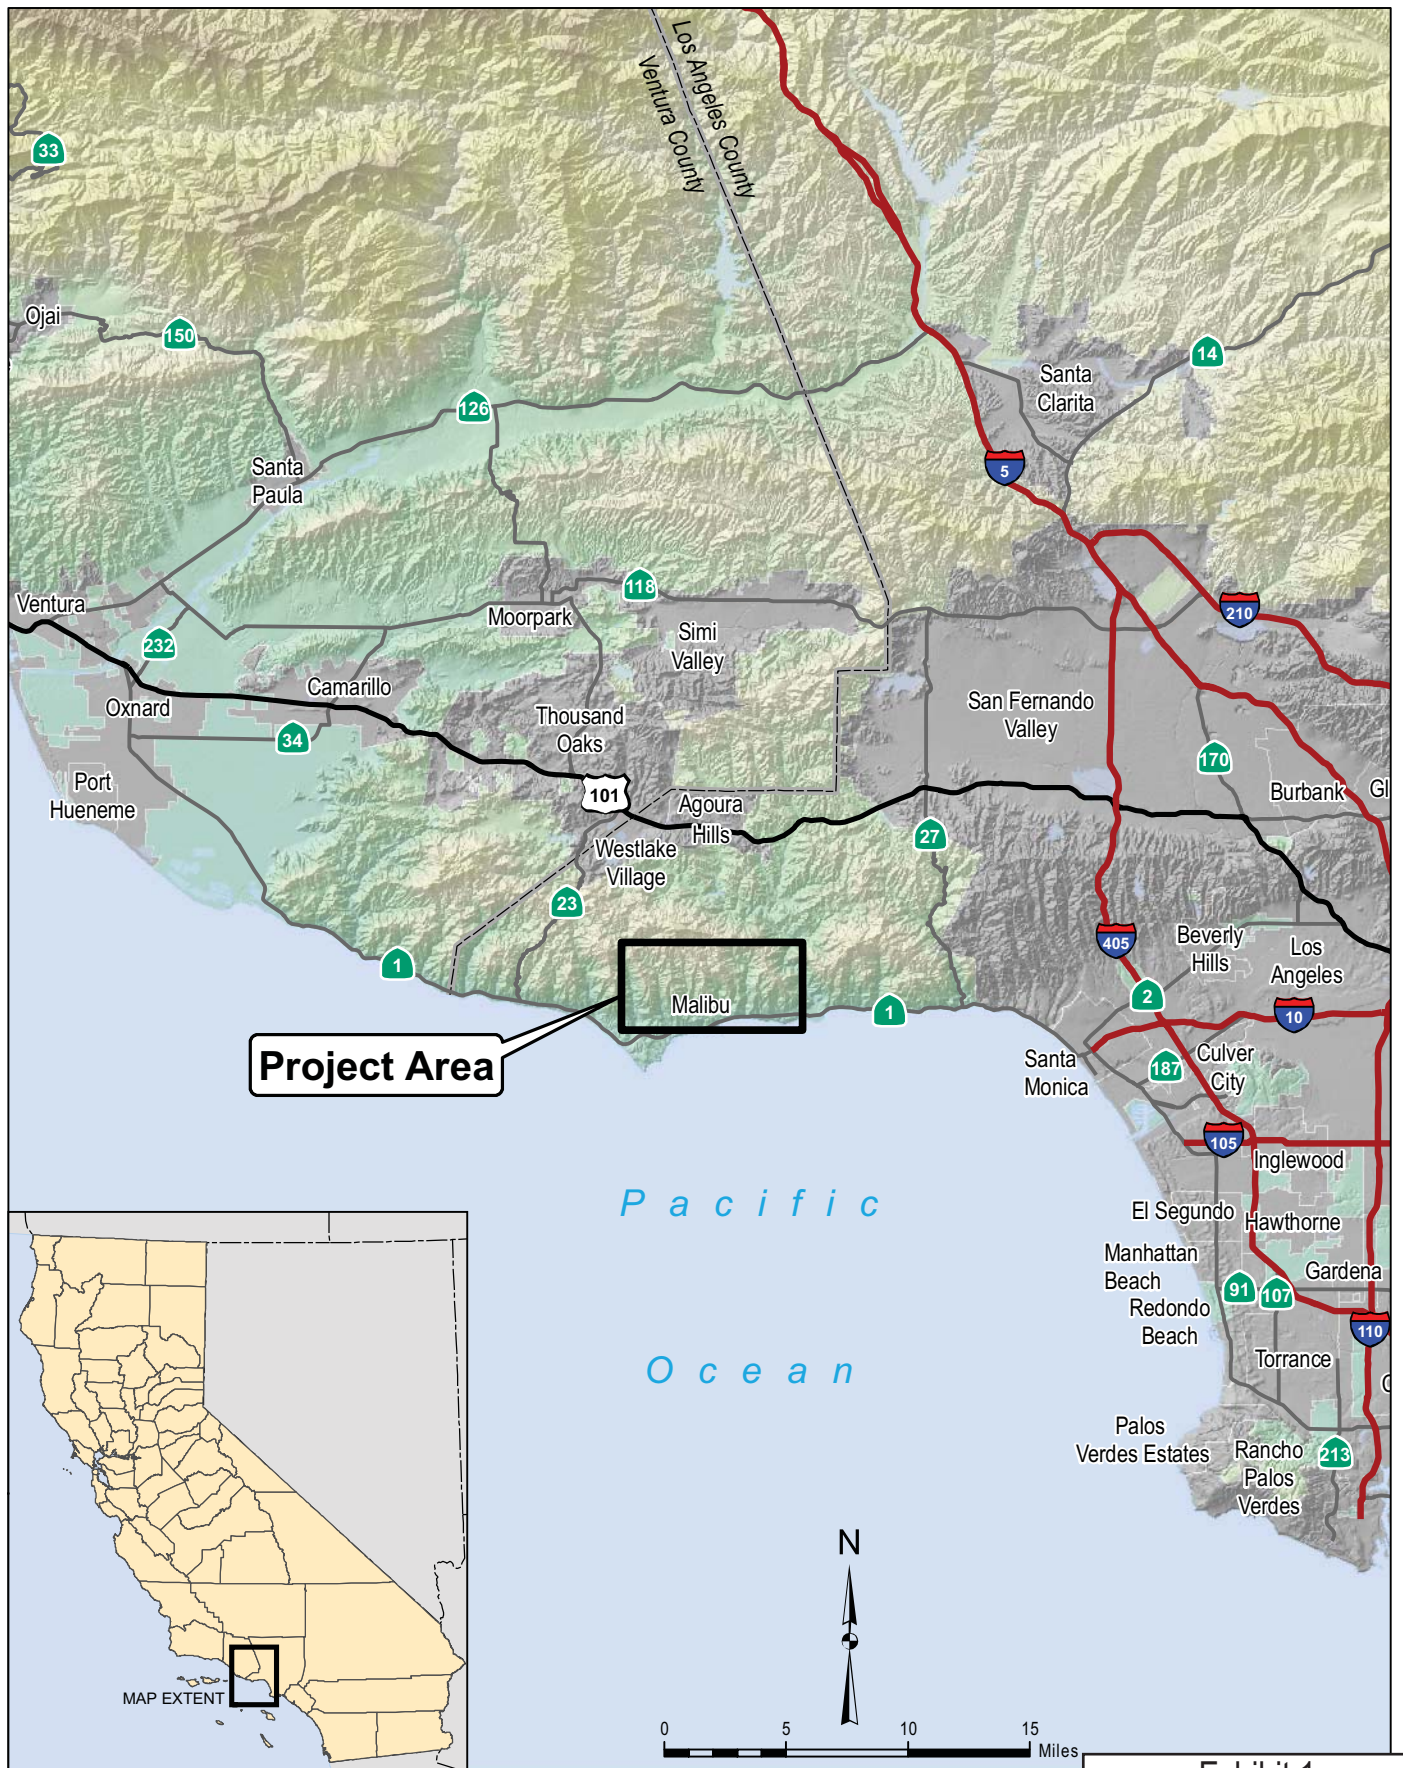 Los Angeles County
Ventura County
33
Ojai
150
14
Santa
Clarita
126
Santa
Paula
5
Ventura
118
Moorpark
210
232
Simi
Valley
Camarillo
Oxnard
San Fernando
Valley
Thousand
Oaks
34
170
Port
Hueneme
101
Agoura
Hills
Burbank
Gl
27
Westlake
Village
23
405
Beverly
Hills
Los
Angeles
1
2
Malibu
1
10
Project Area
Santa
Monica
187
Culver
City
105
Inglewood
Pacific
El Segundo
Hawthorne
Manhattan
Beach
Gardena
91
107
Redondo
Beach
110
Torrance
Ocean
Palos
Verdes Estates
Rancho
Palos
Verdes
213
N
MAP EXTENT
0 5 10 15
Miles
Exhibit 1